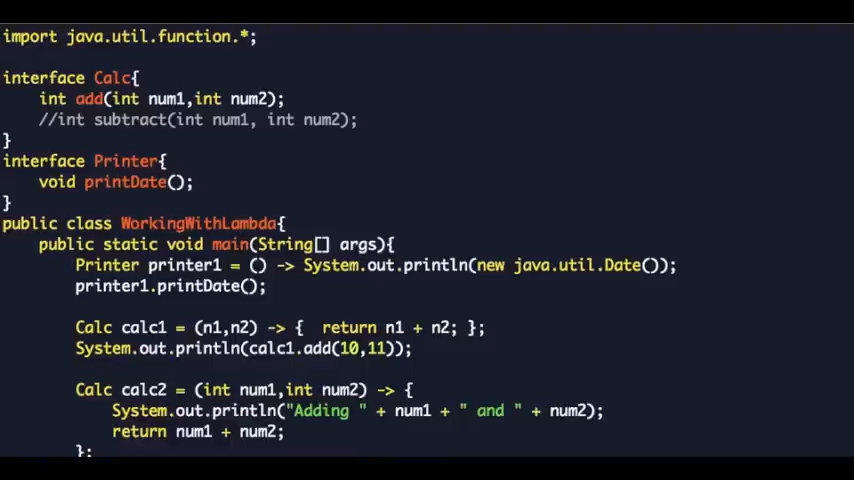 import java.util.function.*;
interface Calc{
int add(int num1,int num2);
//int subtract(int num1, int num2);
}
interface Printer{
void printDate();
}
public class WorkingWithLambda{
public static void main(String[] args){
Printer printer1 = () -> System.out.println(new java.util.Date());
printer1.printDate();
Calc calc1 = (n1,n2) -> {  return n1 + n2; };
System.out.println(calc1.add(10,11));
Calc calc2 = (int num1,int num2) -> {
System.out.println("Adding " + num1 + " and " + num2);
return num1 + num2;
};